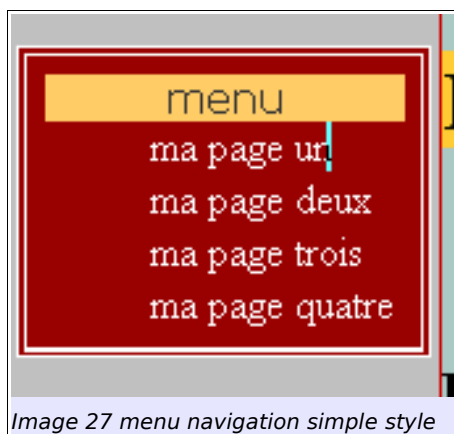 menu
ma page un
ma page deux
ma page trois
ma page quatre
Image 27 menu navigation simple style